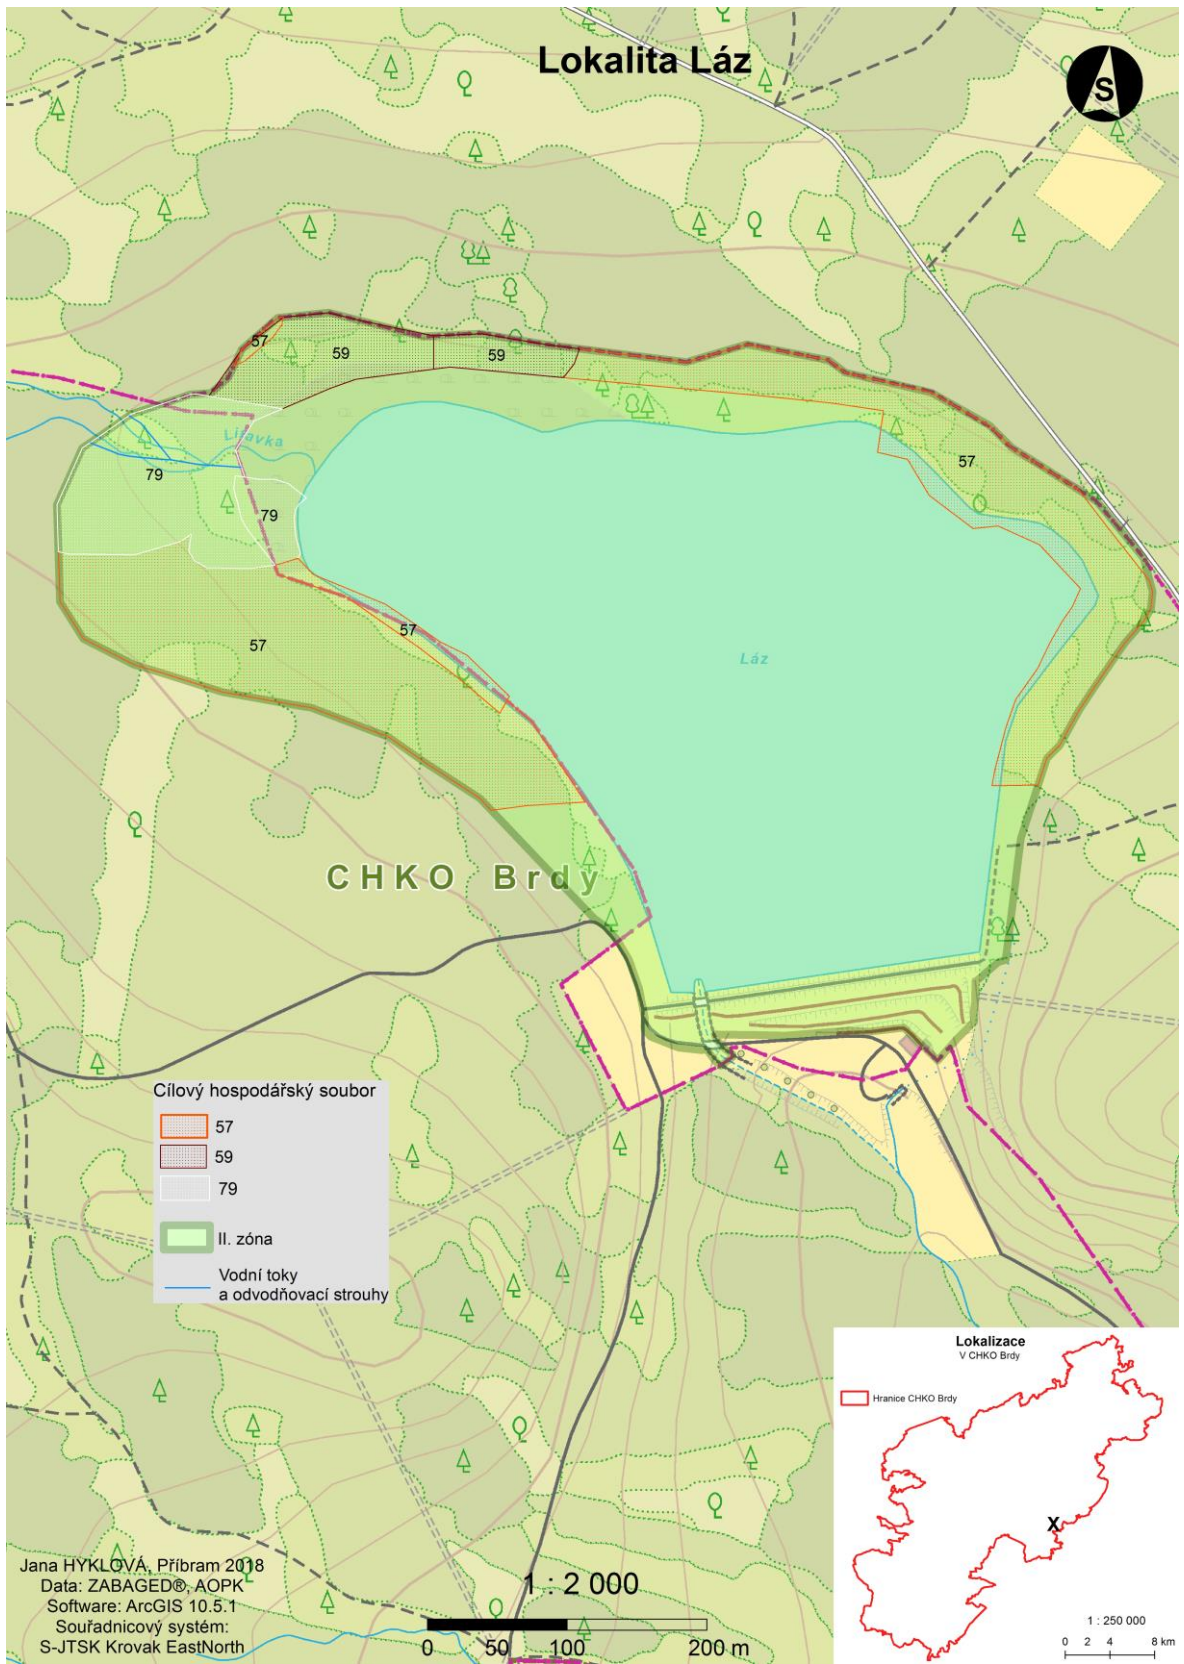 Lokalita Láz
S
57
59
59
Litavka
79
57
79
57
57
Láz
CHKO Brdy
Cílový hospodářský soubor
57
59
79
II. zóna
Vodní toky
a odvodňovací strouhy
Lokalizace
V CHKO Brdy
Hranice CHKO Brdy
X
1 : 250 000
0 2 4 8 km
Jana HYKLOVÁ, Příbram 2018
Data: ZABAGED®, AOPK
Software: ArcGIS 10.5.1
Souřadnicový systém:
S-JTSK Krovak EastNorth
1 : 2 000
0 50 100 200 m